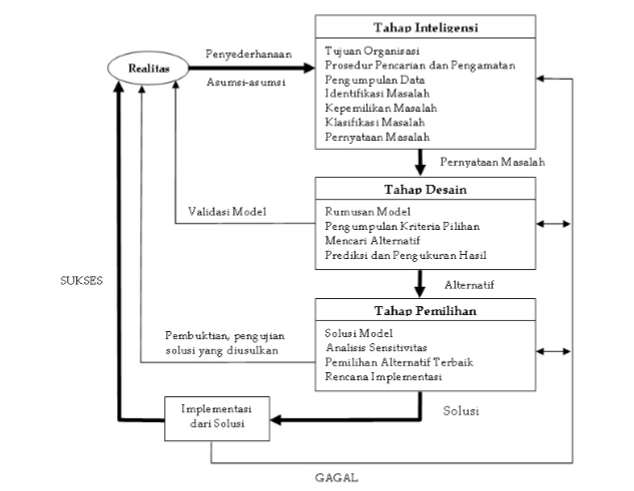 Tahap Inteligensi
Penyederhanaan
Realitas
Asumsi-asumsi
Tujuan Organisasi
Prosedur Pencarian dan Pengamatan
Pengumpulan Data
Identifikasi Masalah
Kepemilikan Masalah
Klasifikasi Masalah
Pernyataan Masalah
Pernyataan Masalah
Tahap Desain
Validasi Model
Rumusan Model
Pengumpulan Kriteria Pilihan
Mencari Alternatif
Prediksi dan Pengukuran Hasil
SUKSES
Alternatif
Tahap Pemilihan
Pembuktian, pengujian
solusi yang diusulkan
Solusi Model
Analisis Sensitivitas
Pemilihan Alternatif Terbaik
Rencana Implementasi
Implementasi
dari Solusi
Solusi
GAGAL